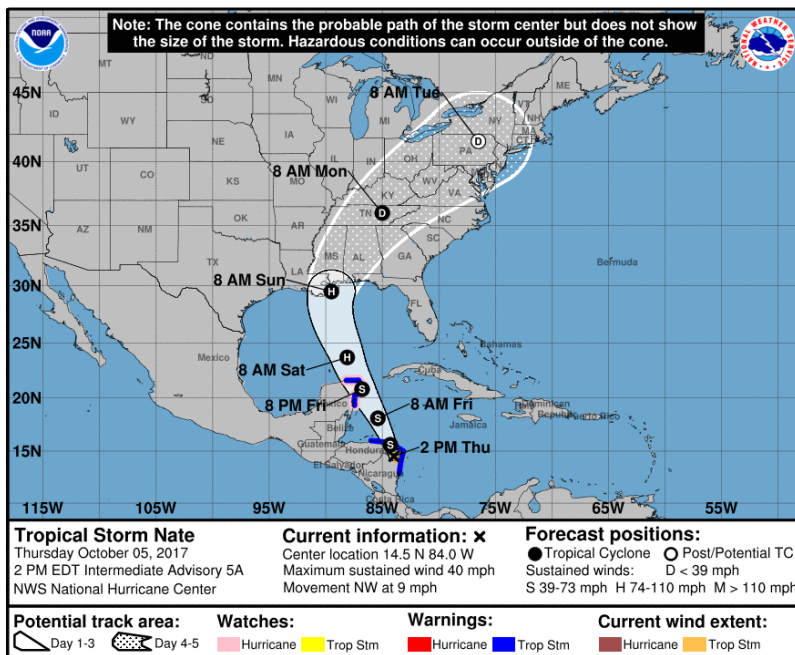 Note: The cone contains the probable path of the storm center but does not show
the size of the storm. Hazardous conditions can occur outside of the cone.
NOAA
NATIONAL WEATHER SERVICE
45N
40N
35N
30N
25N
20N
15N
MT
ND
SD
MN
WI
MI
ID
WY
NE
IA
IL
IN
OH
PA
NY
VT
NH
ME
MA
CT
UT
CO
KS
MO
KY
WV
VA
AZ
NM
OK
AR
TN
NC
TX
LA
MS
AL
GA
SC
FL
8 AM Tue
D
8 AM Mon
D
8 AM Sun
H
8 AM Sat
H
8 PM Fri
S
8 AM Fri
S
2 PM Thu
S
Bermuda
Mexico
Bahamas
Cuba
Dominican
Republic
Puerto Rico
Jamaica
Belize
Guatemala
Honduras
El Salvador
Nicaragua
Costa Rica
115W 105W 95W 85W 75W 65W 55W
Tropical Storm Nate
Thursday October 05, 2017
2 PM EDT Intermediate Advisory 5A
NWS National Hurricane Center
Current information: x
Center location 14.5 N 84.0 W
Maximum sustained wind 40 mph
Movement NW at 9 mph
Forecast positions:
Tropical Cyclone Post/Potential TC
Sustained winds: D < 39 mph
S 39-73 mph H 74-110 mph M > 110 mph
Potential track area:
Day 1-3 Day 4-5
Watches:
Hurricane Trop Stm
Warnings:
Hurricane Trop Stm
Current wind extent:
Hurricane Trop Stm